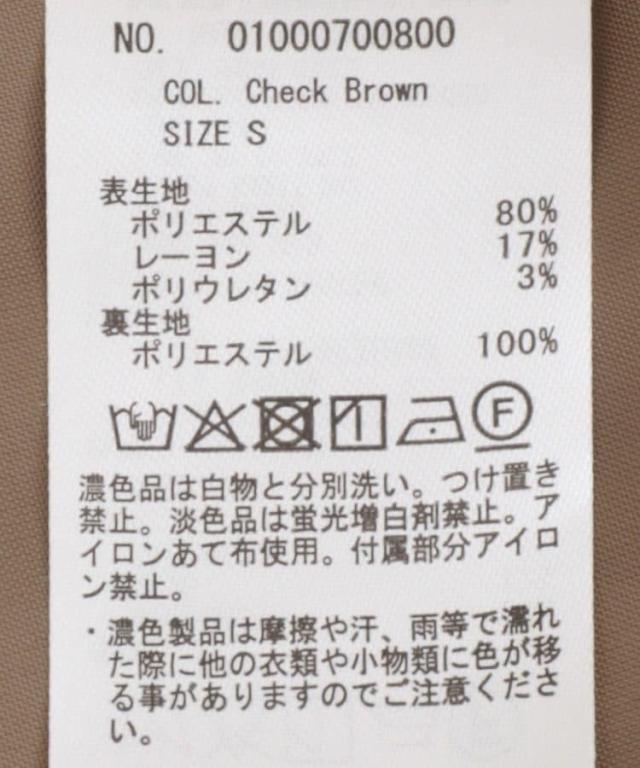 NO. 01000700800
COL. Check Brown
SIZE S
表生地
ポリエステル 80%
レーヨン 17%
ポリウレタン 3%
裏生地
ポリエステル 100%
F
濃色品は白物と分別洗い。つけ置き
禁止。淡色品は蛍光増白剤禁止。ア
イロンあて布使用。付属部分アイロ
ン禁止。
・濃色製品は摩擦や汗、雨等で濡れ
た際に他の衣類や小物類に色が移
る事がありますのでご注意くださ
い。